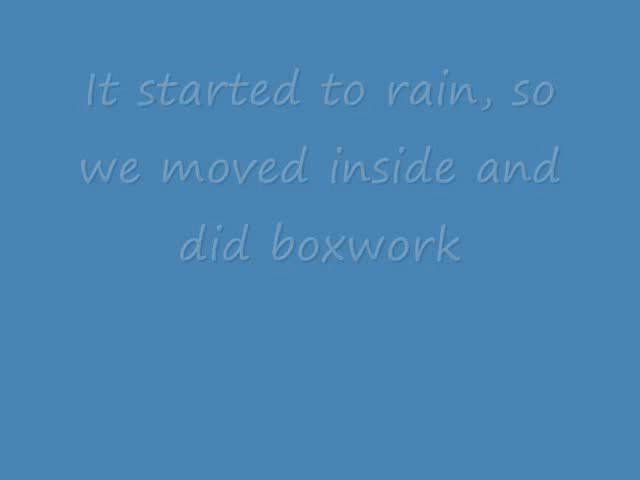 It started to rain, so
we moved inside and
did boxwork